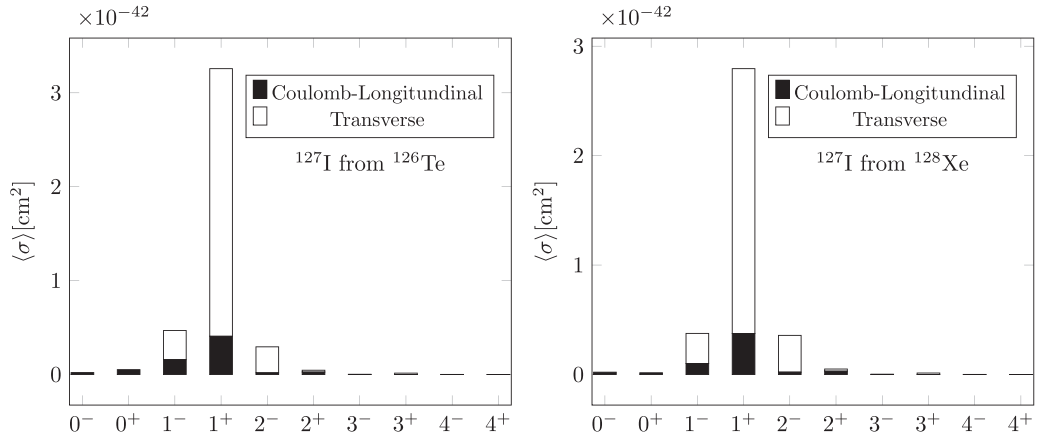 ×10⁻⁴²
3
2
1
0
⟨σ⟩[cm²]
Coulomb-Longitundinal
Transverse
¹²⁷I from ¹²⁶Te
0⁻ 0⁺ 1⁻ 1⁺ 2⁻ 2⁺ 3⁻ 3⁺ 4⁻ 4⁺
×10⁻⁴²
3
2
1
0
⟨σ⟩[cm²]
Coulomb-Longitundinal
Transverse
¹²⁷I from ¹²⁸Xe
0⁻ 0⁺ 1⁻ 1⁺ 2⁻ 2⁺ 3⁻ 3⁺ 4⁻ 4⁺